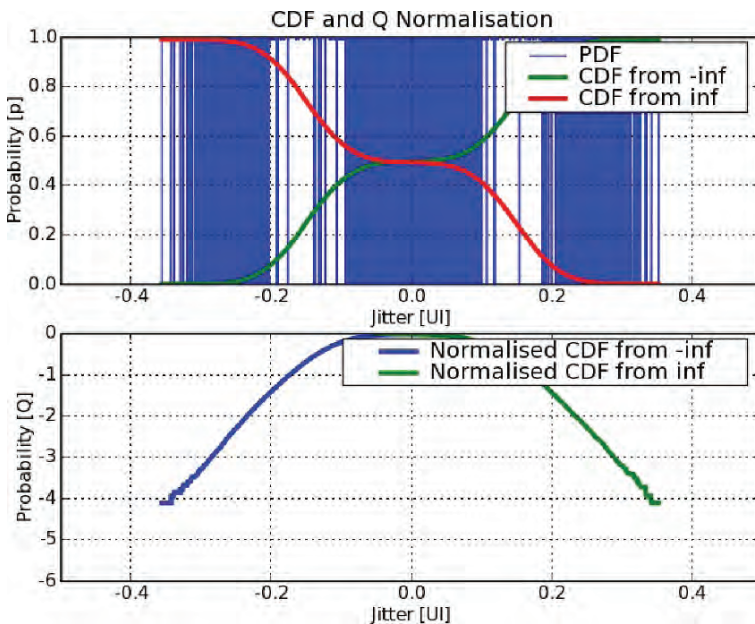 CDF and Q Normalisation
1.0
0.8
0.6
0.4
0.2
0.0
Probability [p]
PDF
CDF from -inf
CDF from inf
-0.4 -0.2 0.0 0.2 0.4
Jitter [UI]
0
-1
-2
-3
-4
-5
-6
Probability [Q]
Normalised CDF from -inf
Normalised CDF from inf
-0.4 -0.2 0.0 0.2 0.4
Jitter [UI]